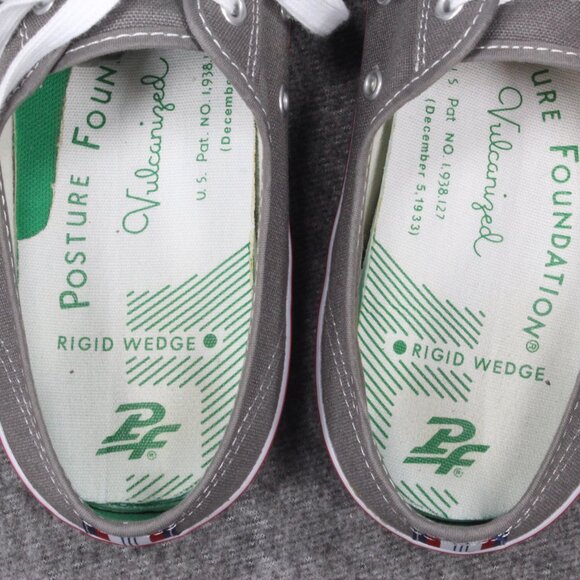 POSTURE FOUN
Vulcanized
U.S. Pat. NO. 1,938,
(December
RIGID WEDGE
PF®
URE FOUNDATION®
Vulcanized
U.S. Pat. NO. 1,938,127
(December 5, 1933)
RIGID WEDGE
PF®